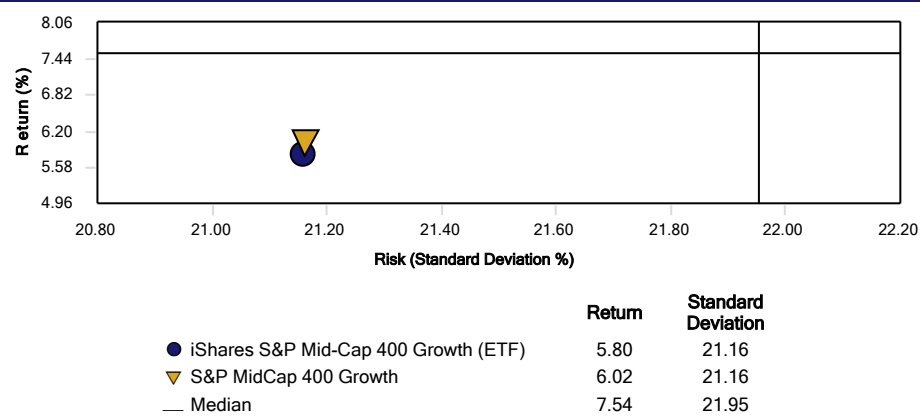 8.06
7.44
6.82
6.20
5.58
4.96
Return (%)
20.80 21.00 21.20 21.40 21.60 21.80 22.00 22.20
Risk (Standard Deviation %)
Return Standard Deviation
iShares S&P Mid-Cap 400 Growth (ETF) 5.80 21.16
S&P MidCap 400 Growth 6.02 21.16
Median 7.54 21.95